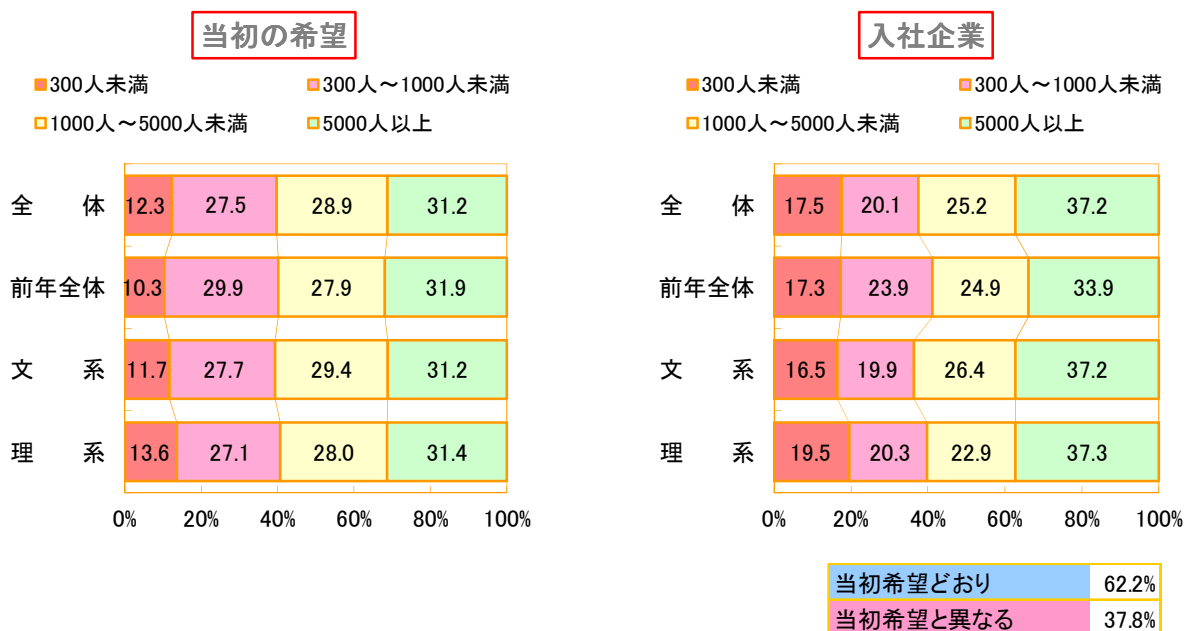 当初の希望
300人未満 300人～1000人未満
1000人～5000人未満 5000人以上
全 体 12.3 27.5 28.9 31.2
前年全体 10.3 29.9 27.9 31.9
文 系 11.7 27.7 29.4 31.2
理 系 13.6 27.1 28.0 31.4
0% 20% 40% 60% 80% 100%
入社企業
300人未満 300人～1000人未満
1000人～5000人未満 5000人以上
全 体 17.5 20.1 25.2 37.2
前年全体 17.3 23.9 24.9 33.9
文 系 16.5 19.9 26.4 37.2
理 系 19.5 20.3 22.9 37.3
0% 20% 40% 60% 80% 100%
当初希望どおり 62.2%
当初希望と異なる 37.8%